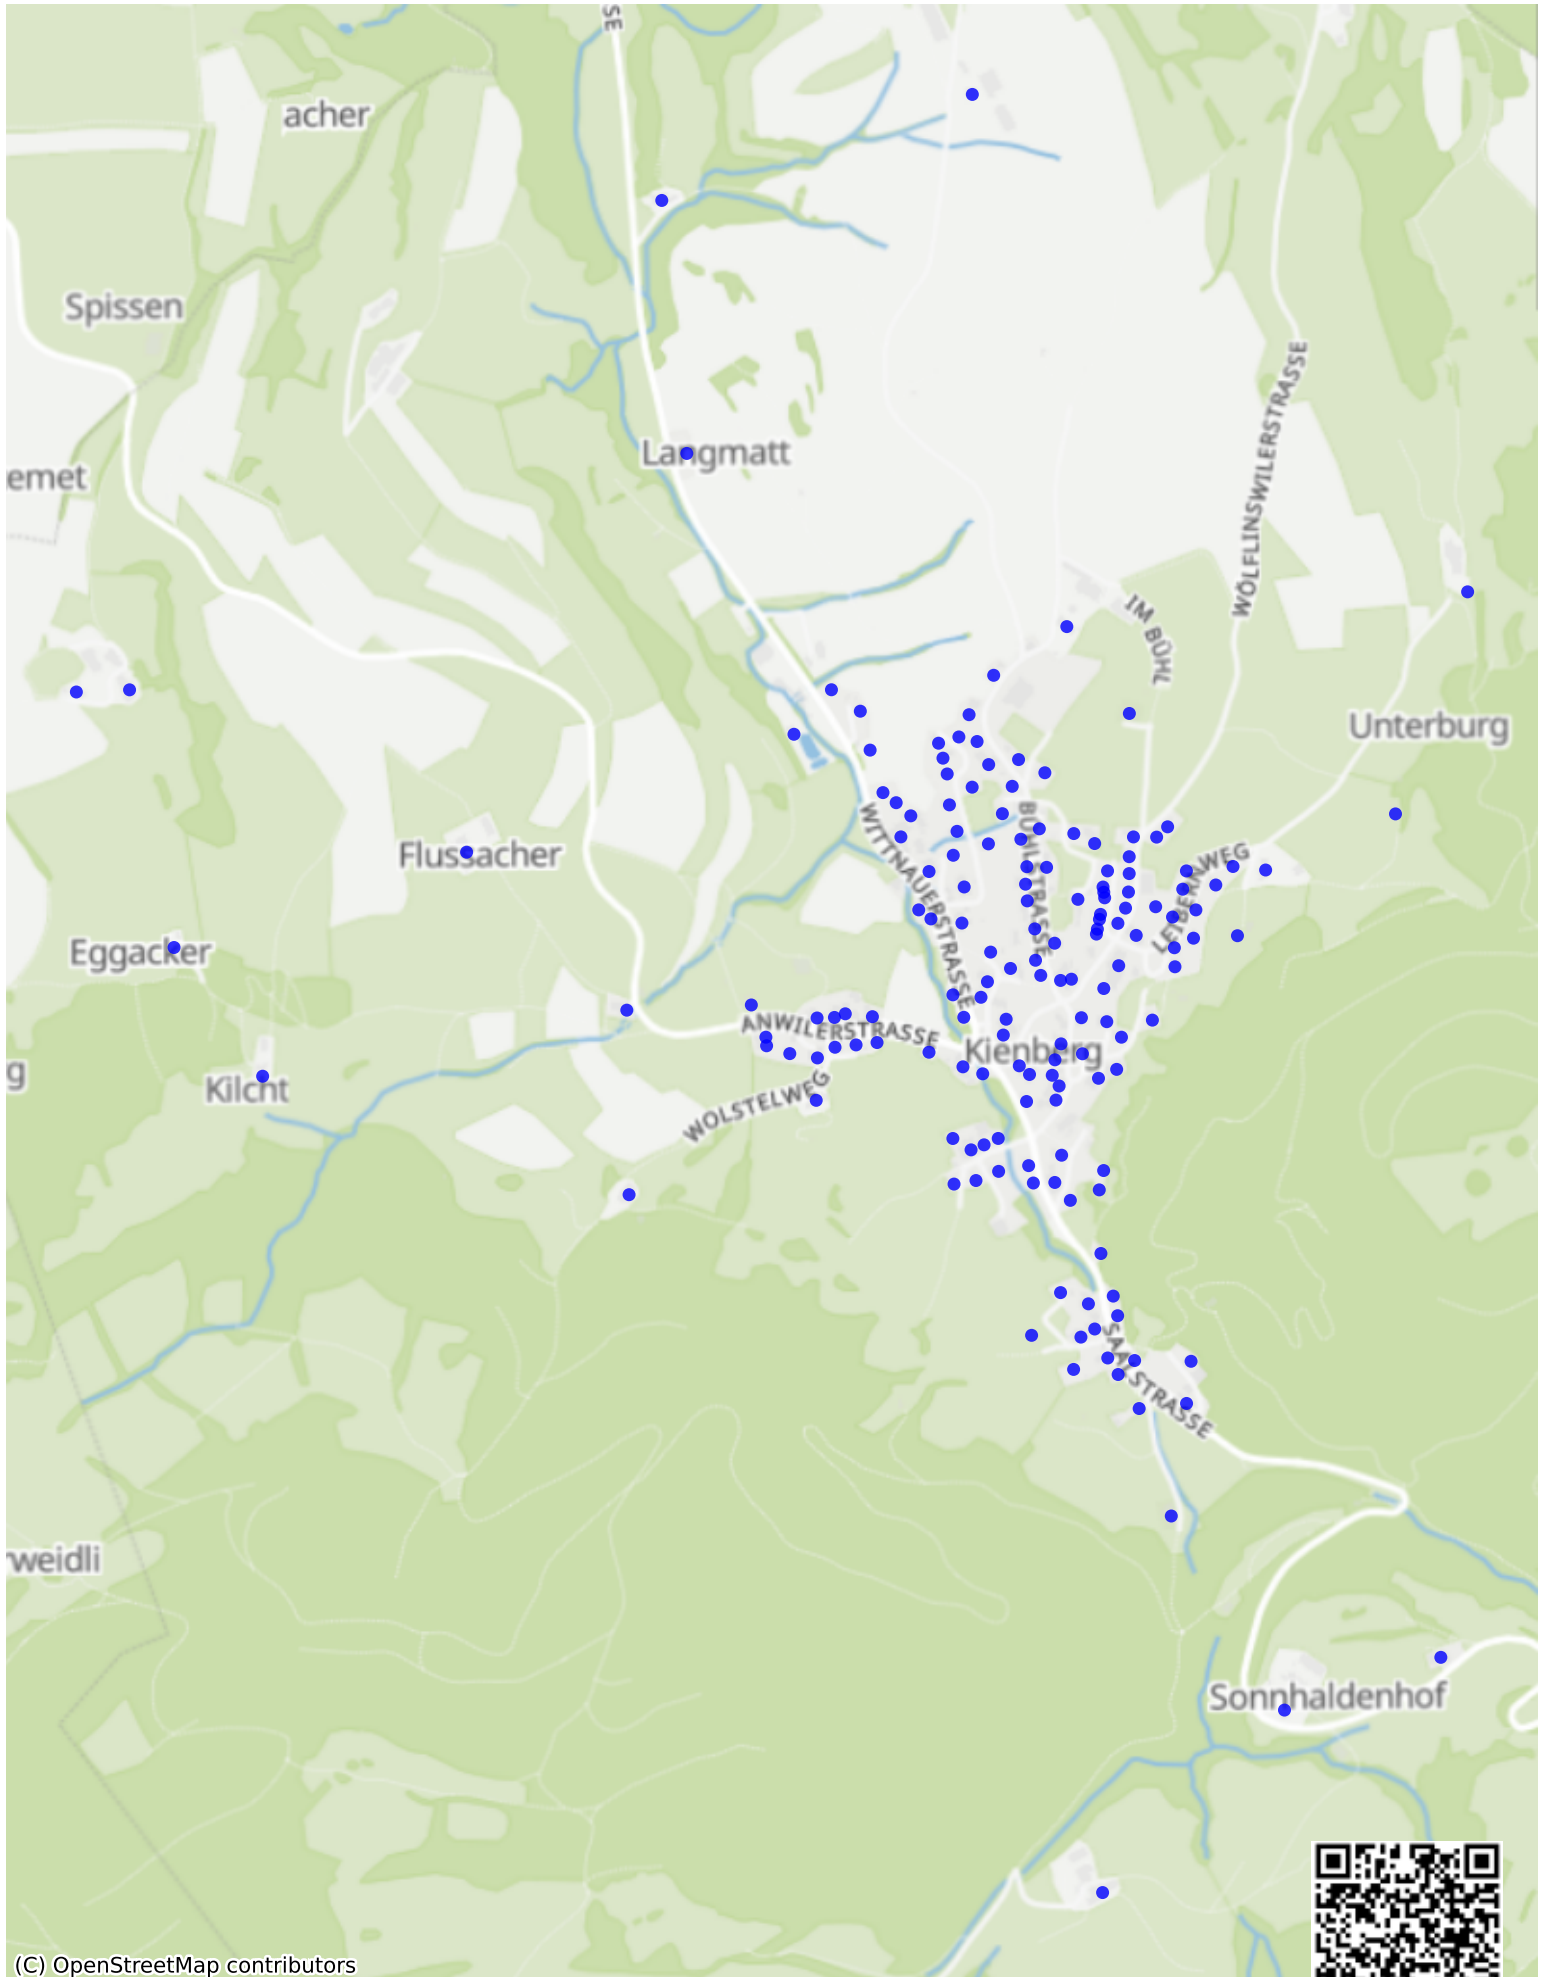 SE
acher
Spissen
WÖLFLINSWILERSTRASSE
Langmatt
emet
IM BÜHL
Unterburg
WITTNAUERSTRASSE
BÜHLSTRASSE
Flussacher
LEIBERNWEG
Eggacker
ANWILERSTRASSE
Kienberg
g
Kilcht
WOLSTELWEG
SAALSTRASSE
rweidli
Sonnhaldenhof
(C) OpenStreetMap contributors